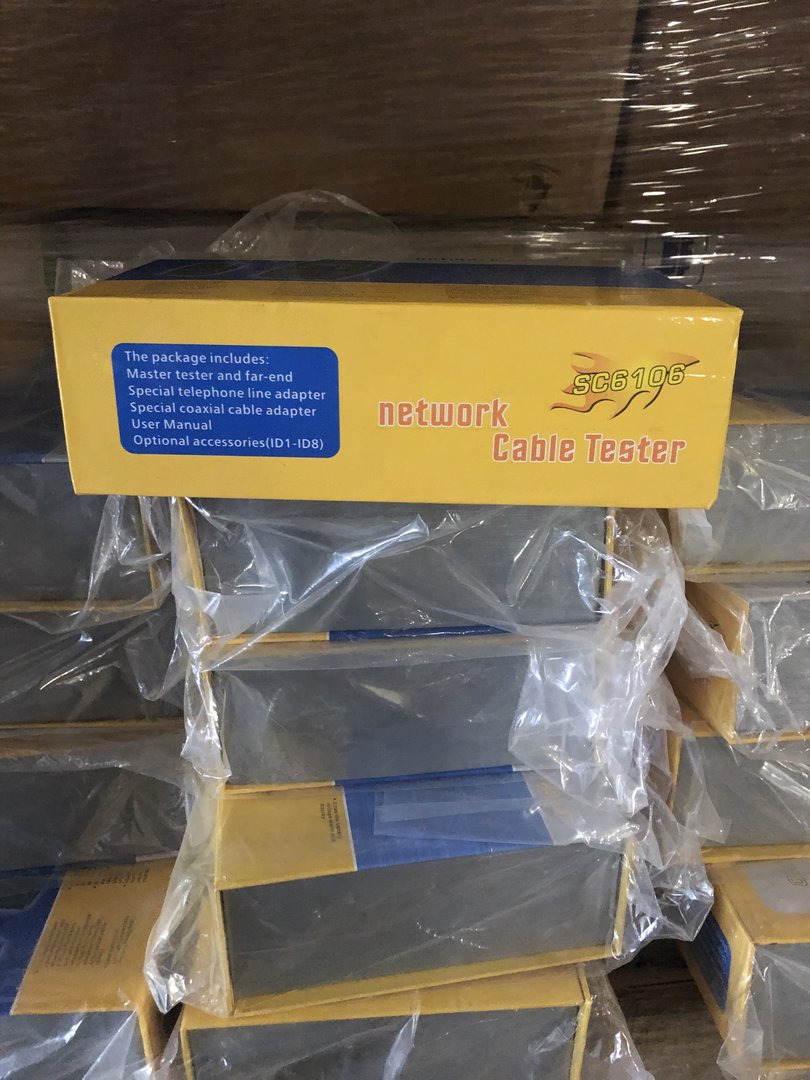 The package includes:
Master tester and far-end
Special telephone line adapter
Special coaxial cable adapter
User Manual
Optional accessories(ID1-ID8)
SC6106
network
Cable Tester